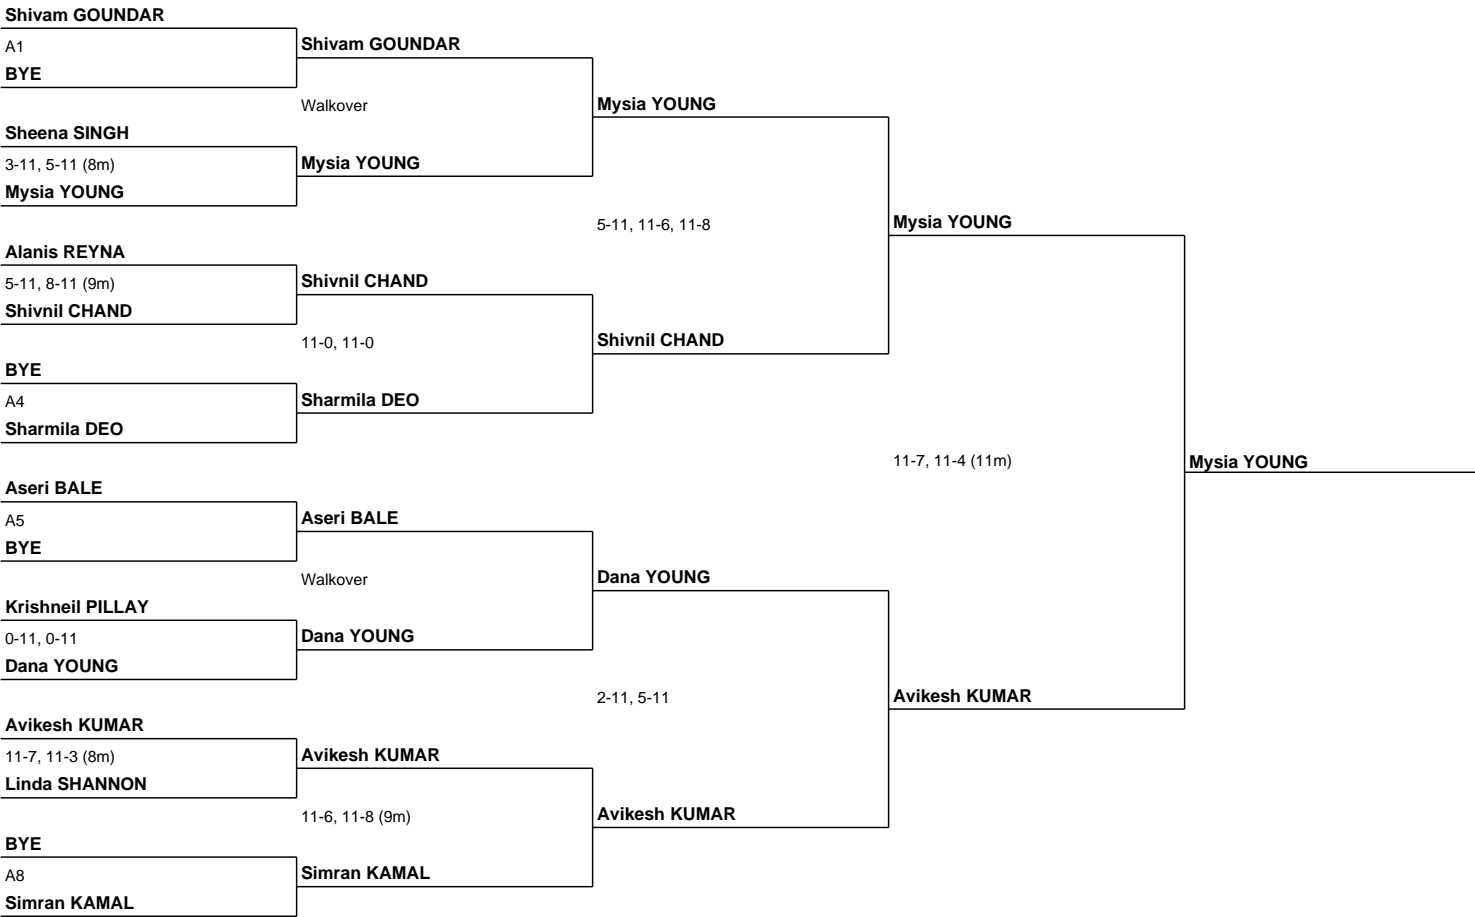 Shivam GOUNDAR
A1
BYE
Sheena SINGH
3-11, 5-11 (8m)
Mysia YOUNG
Alanis REYNA
5-11, 8-11 (9m)
Shivnil CHAND
BYE
A4
Sharmila DEO
Aseri BALE
A5
BYE
Krishneil PILLAY
0-11, 0-11
Dana YOUNG
Avikesh KUMAR
11-7, 11-3 (8m)
Linda SHANNON
BYE
A8
Simran KAMAL
Shivam GOUNDAR
Walkover
Mysia YOUNG
Shivnil CHAND
11-0, 11-0
Sharmila DEO
Aseri BALE
Walkover
Dana YOUNG
Avikesh KUMAR
11-6, 11-8 (9m)
Simran KAMAL
Mysia YOUNG
5-11, 11-6, 11-8
Shivnil CHAND
Dana YOUNG
2-11, 5-11
Avikesh KUMAR
Mysia YOUNG
11-7, 11-4 (11m)
Avikesh KUMAR
Mysia YOUNG